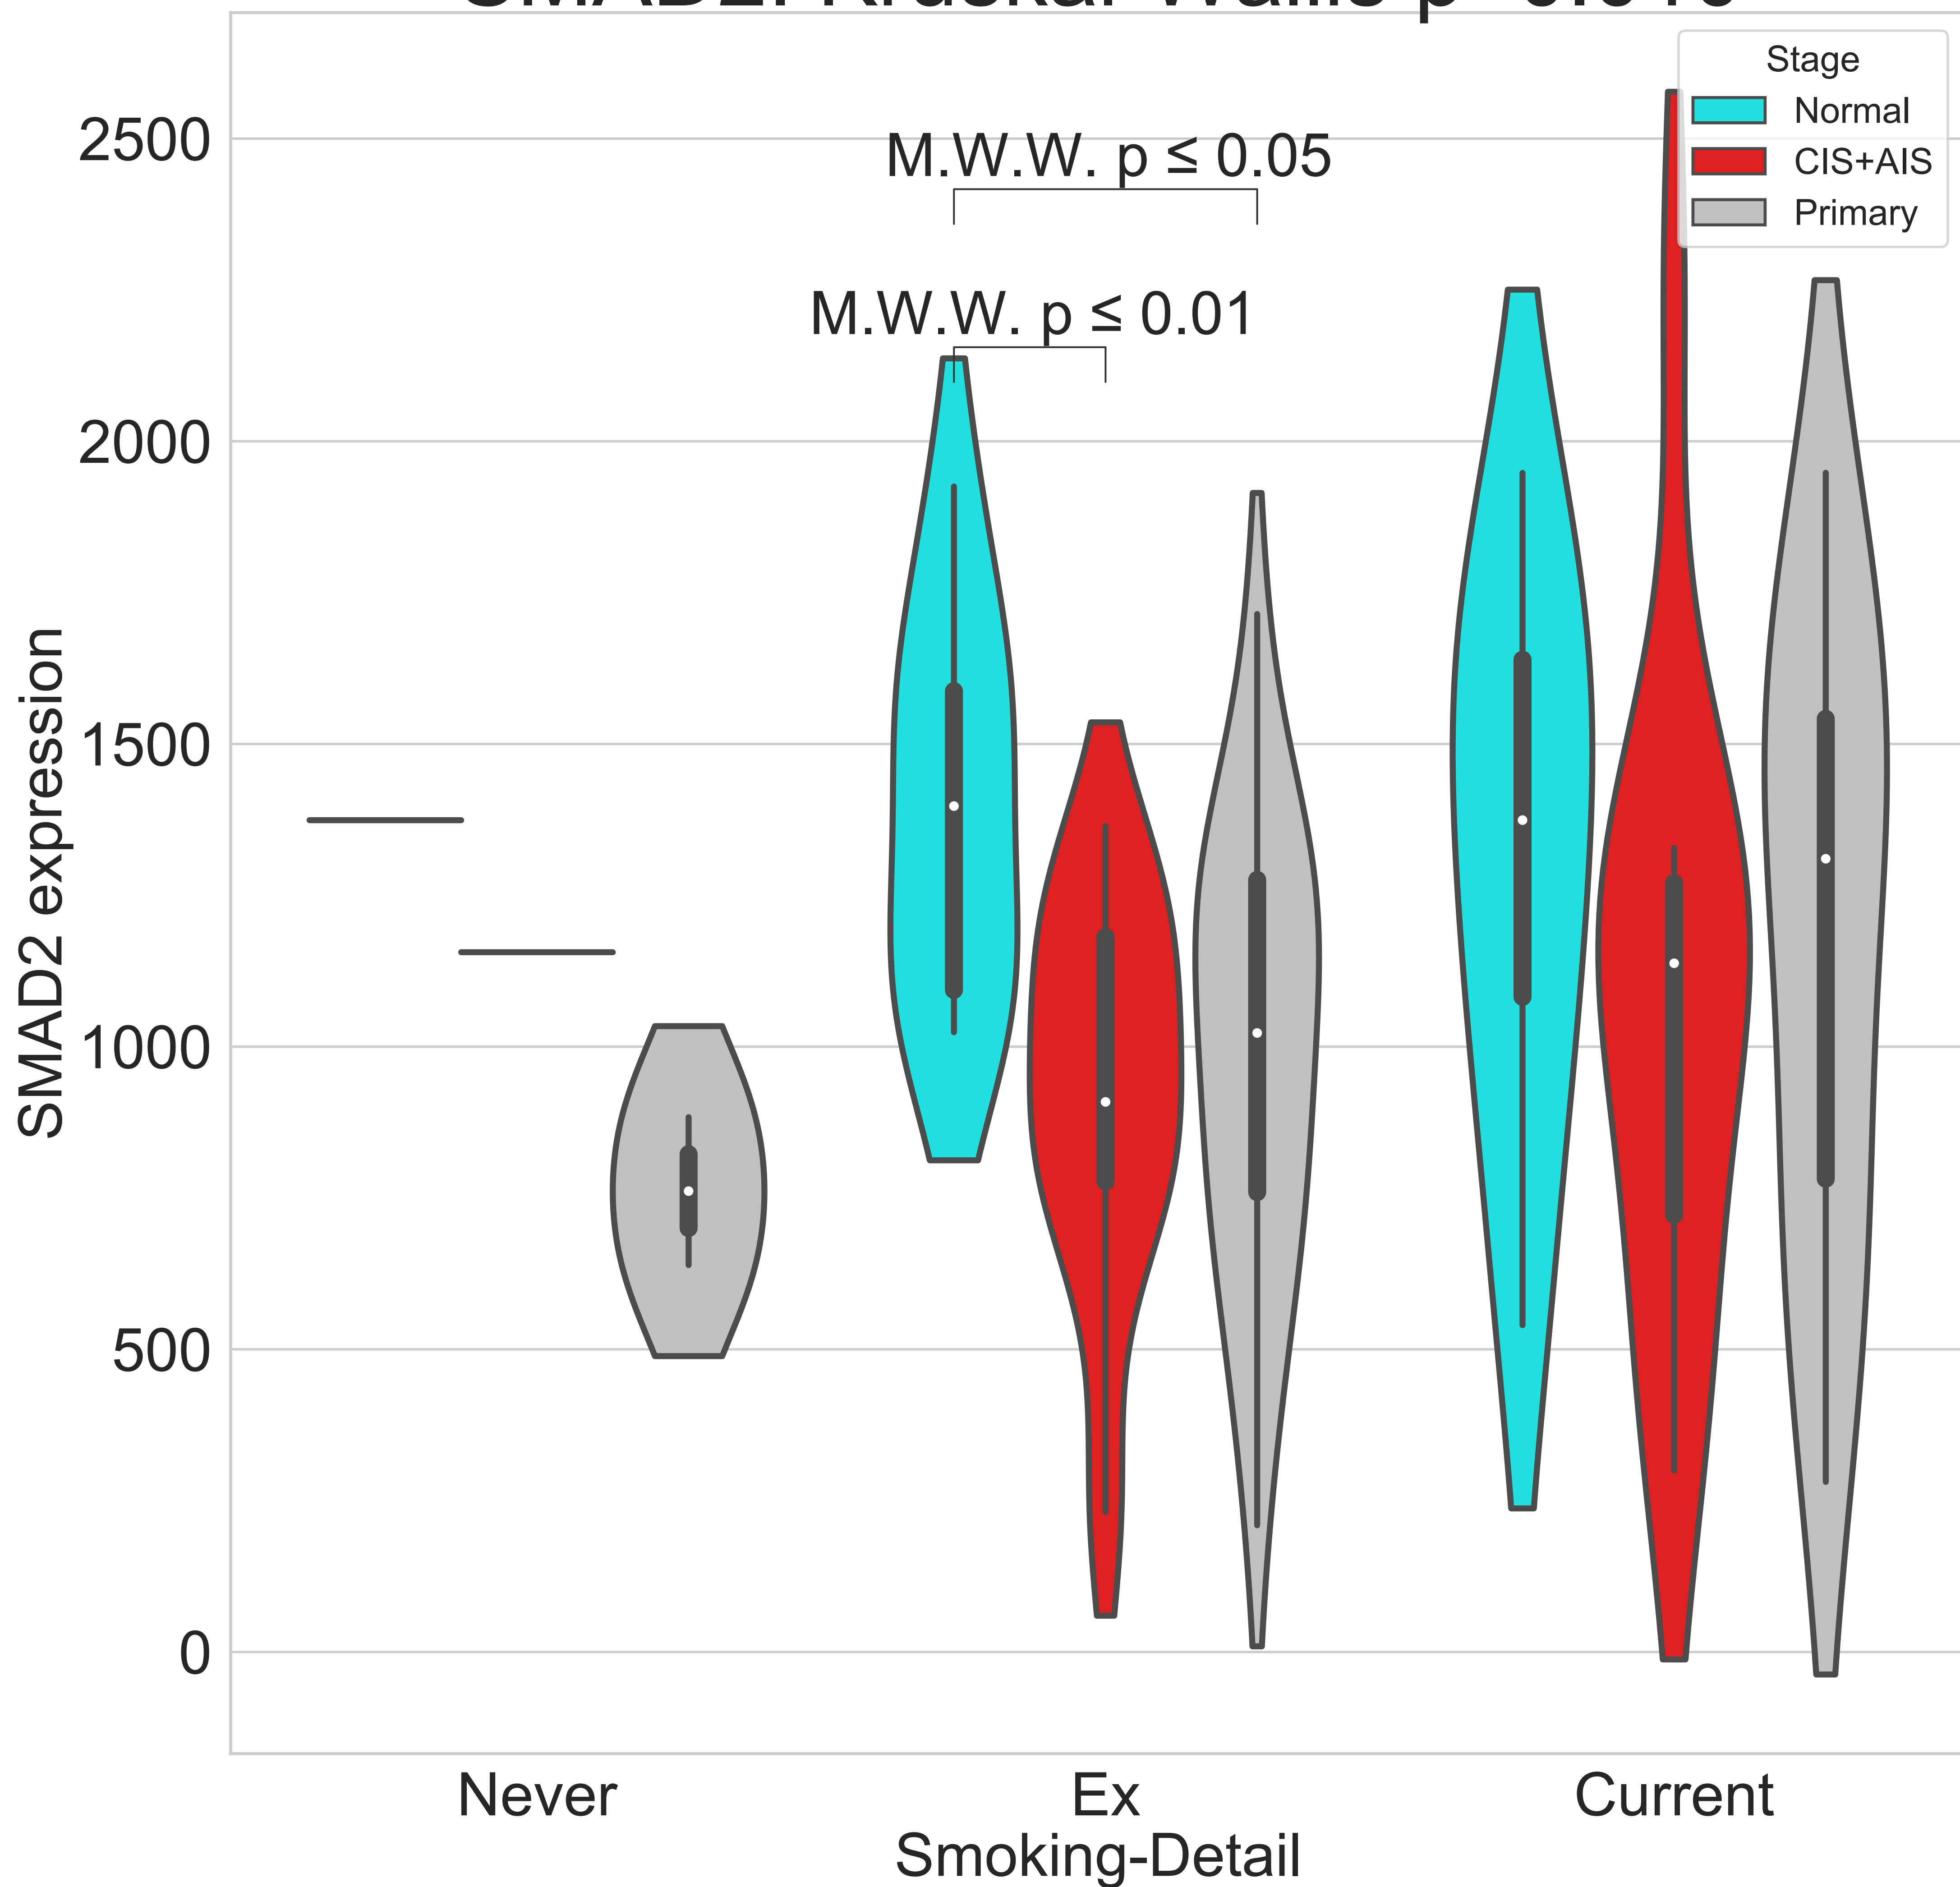 Stage
Normal
CIS+AIS
Primary
M.W.W. p ≤ 0.05
M.W.W. p ≤ 0.01
SMAD2 expression
2500
2000
1500
1000
500
0
Never
Ex
Current
Smoking-Detail